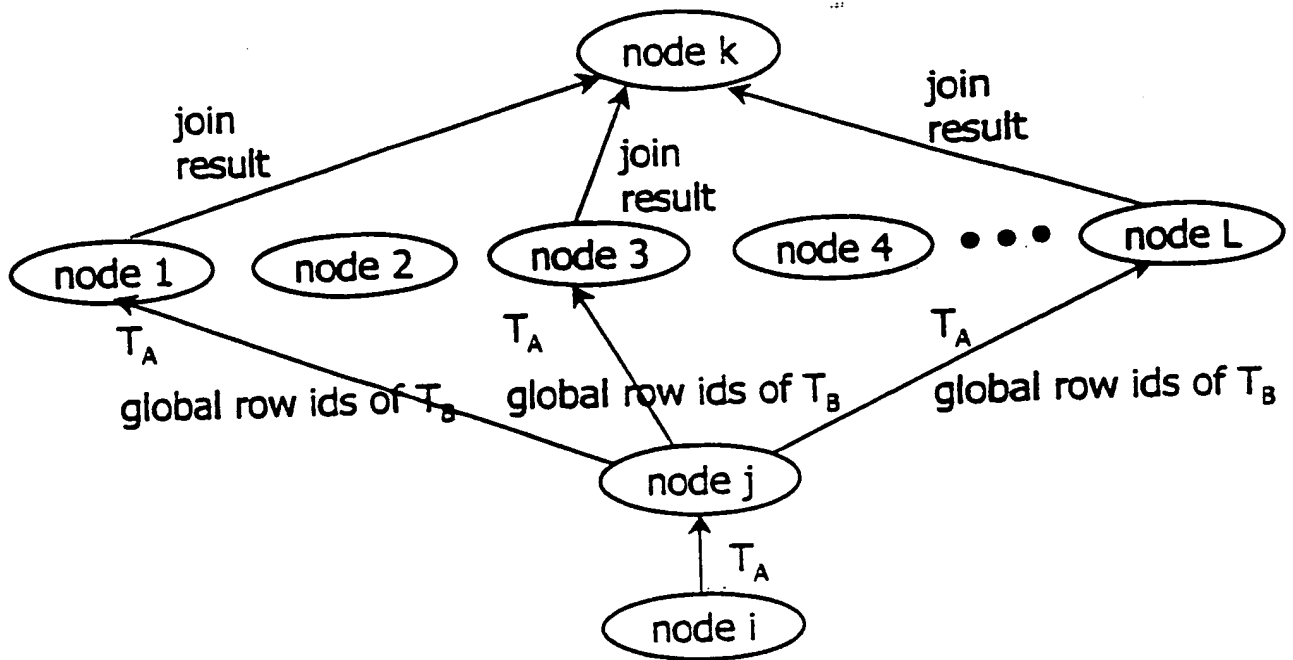 node k
join
result
join
result
join
result
node 1
node 2
node 3
node 4
node L
T_A
global row ids of T_B
T_A
global row ids of T_B
T_A
global row ids of T_B
node j
T_A
node i